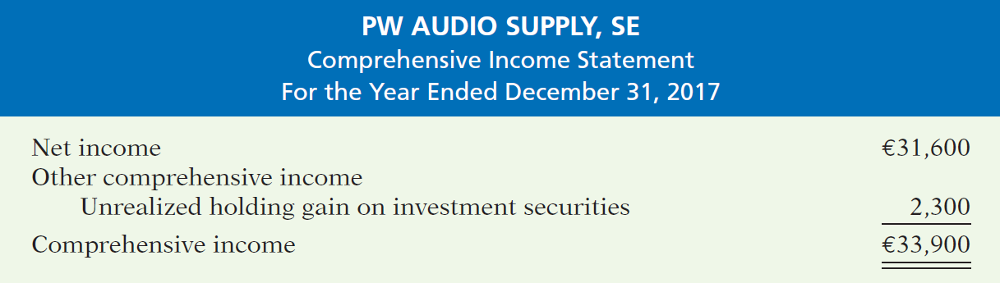 PW AUDIO SUPPLY, SE
Comprehensive Income Statement
For the Year Ended December 31, 2017
Net income €31,600
Other comprehensive income
Unrealized holding gain on investment securities 2,300
Comprehensive income €33,900